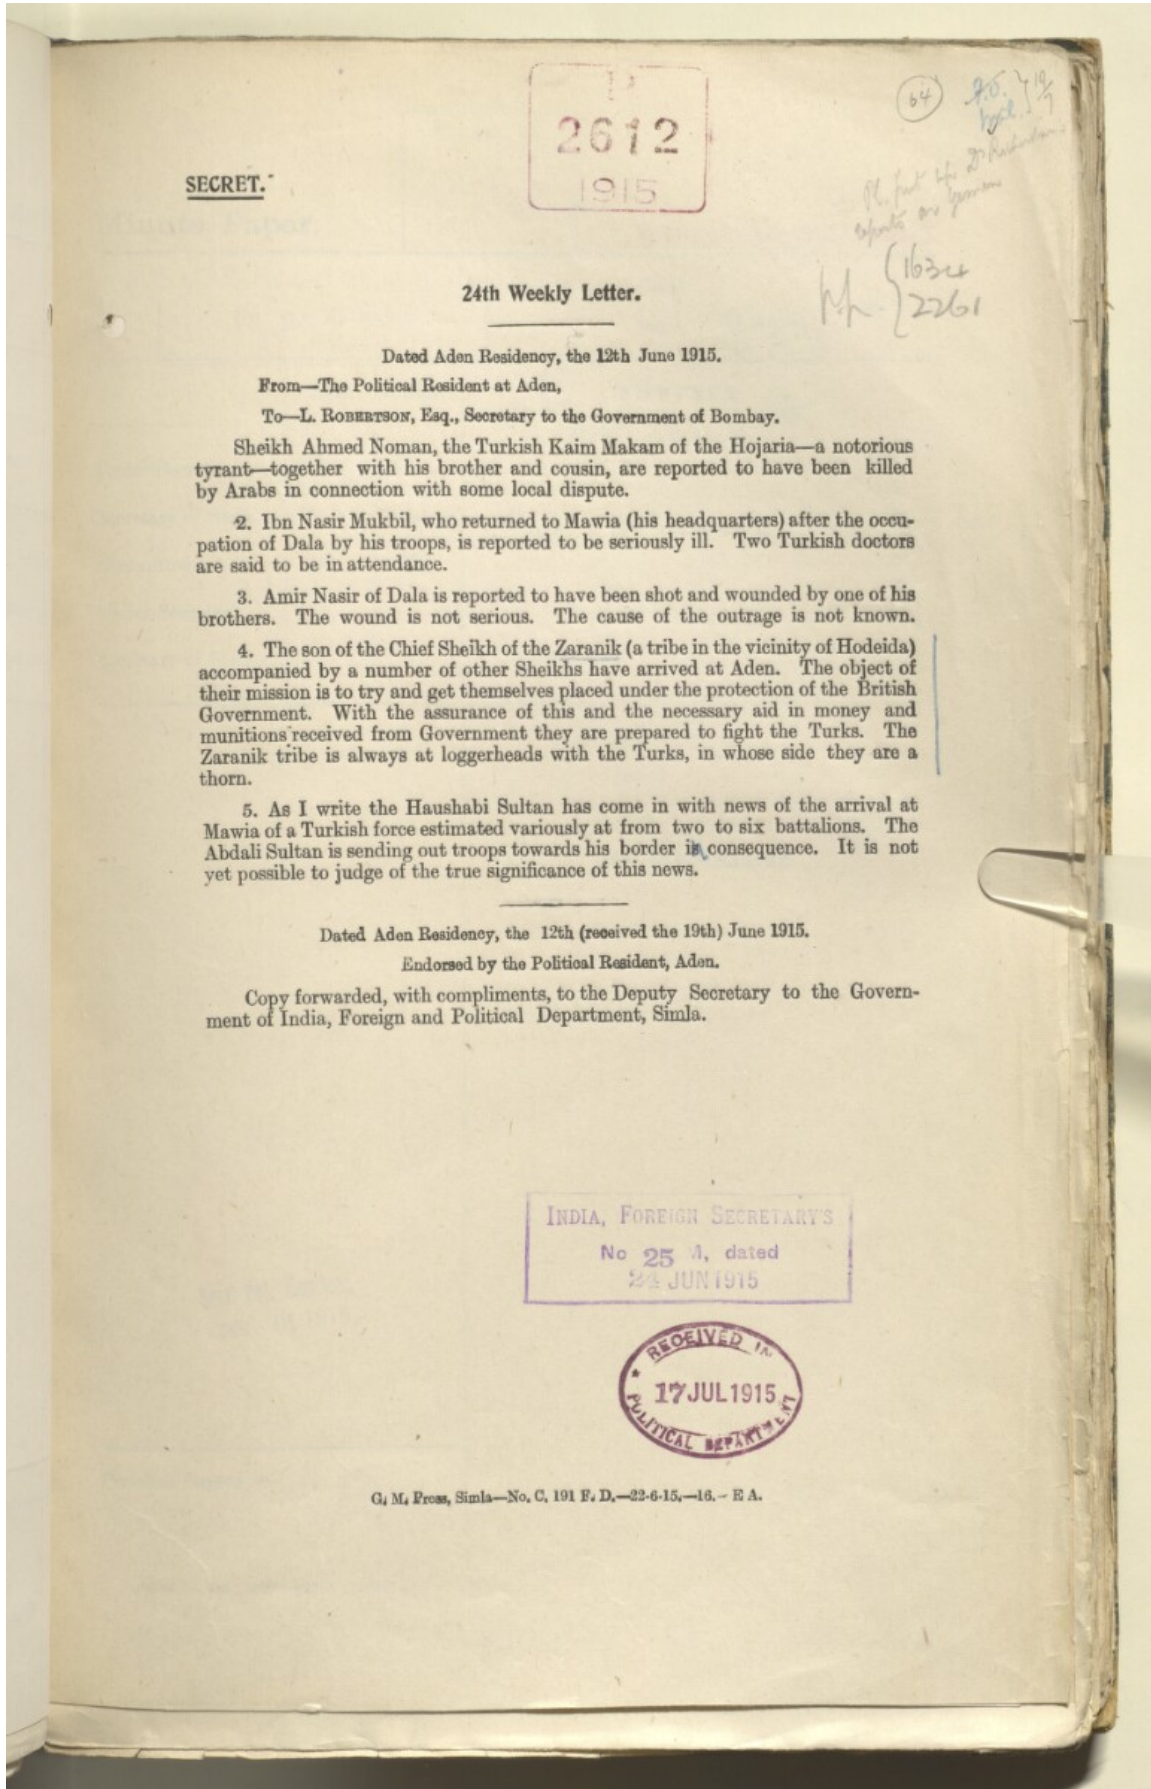 P
2612
1915
64
SECRET.
Pl. put up Dr
reports on Yemen
1634
2261
24th Weekly Letter.
Dated Aden Residency, the 12th June 1915.
From—The Political Resident at Aden,
To—L. ROBERTSON, Esq., Secretary to the Government of Bombay.
Sheikh Ahmed Noman, the Turkish Kaim Makam of the Hojaria—a notorious
tyrant—together with his brother and cousin, are reported to have been killed
by Arabs in connection with some local dispute.
2. Ibn Nasir Mukbil, who returned to Mawia (his headquarters) after the occu-
pation of Dala by his troops, is reported to be seriously ill. Two Turkish doctors
are said to be in attendance.
3. Amir Nasir of Dala is reported to have been shot and wounded by one of his
brothers. The wound is not serious. The cause of the outrage is not known.
4. The son of the Chief Sheikh of the Zaranik (a tribe in the vicinity of Hodeida)
accompanied by a number of other Sheikhs have arrived at Aden. The object of
their mission is to try and get themselves placed under the protection of the British
Government. With the assurance of this and the necessary aid in money and
munitions received from Government they are prepared to fight the Turks. The
Zaranik tribe is always at loggerheads with the Turks, in whose side they are a
thorn.
5. As I write the Haushabi Sultan has come in with news of the arrival at
Mawia of a Turkish force estimated variously at from two to six battalions. The
Abdali Sultan is sending out troops towards his border in consequence. It is not
yet possible to judge of the true significance of this news.
Dated Aden Residency, the 12th (received the 19th) June 1915.
Endorsed by the Political Resident, Aden.
Copy forwarded, with compliments, to the Deputy Secretary to the Govern-
ment of India, Foreign and Political Department, Simla.
INDIA, FOREIGN SECRETARY'S
No 25 M, dated
24 JUN 1915
RECEIVED IN
17 JUL 1915
POLITICAL DEPARTMENT
G. M. Press, Simla—No. C. 191 F. D.—22-6-15.—16.—E A.